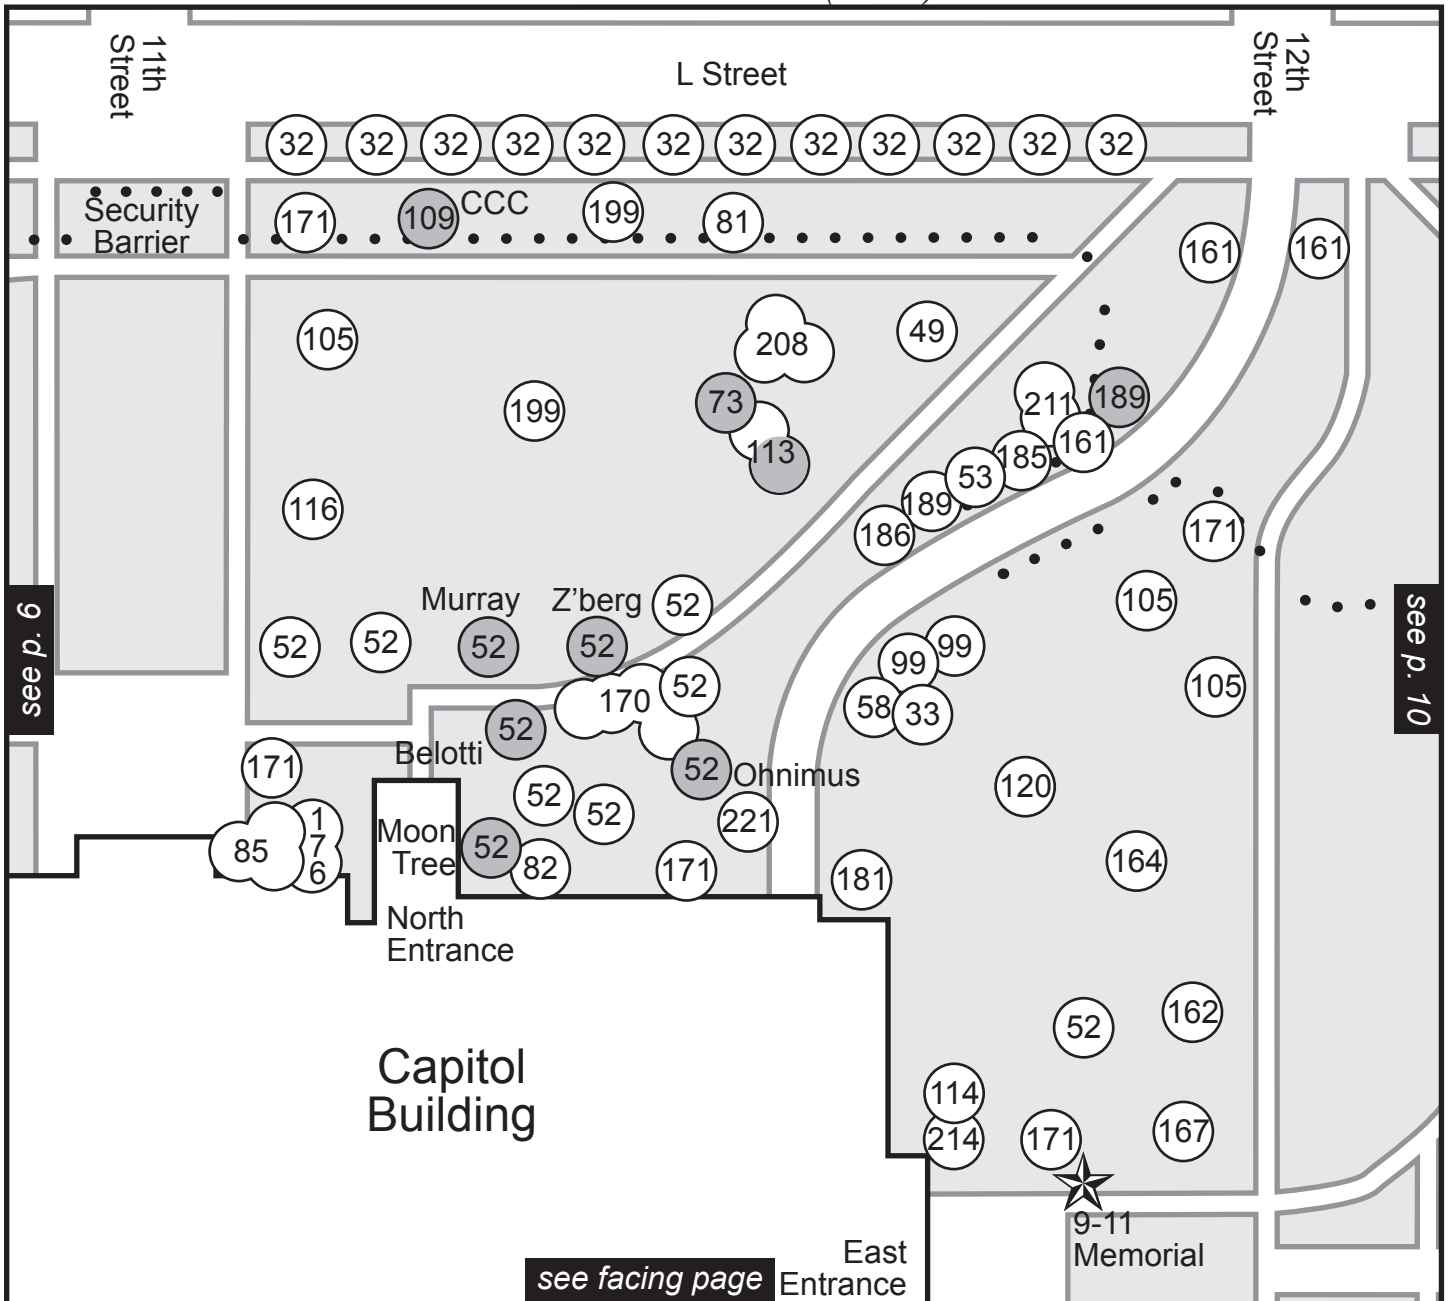 11th
Street
L Street
12th
Street
32 32 32 32 32 32 32 32 32 32 32 32
Security
Barrier
171 109 CCC 199 81
161 161
105 208 49
73 199 113
211 189
161
185
53
189
186
116
171
105
Murray Z'berg 52
52 52 52 52
see p. 6
see p. 10
99 99
58 33
105
170 52
52
Belotti
52 Ohnimus
171
52 52
221
120
85
1
7
6
Moon
Tree
52 82 171
181
164
North
Entrance
52 162
Capitol
Building
114
214
171 167
9-11
Memorial
East
Entrance
see facing page